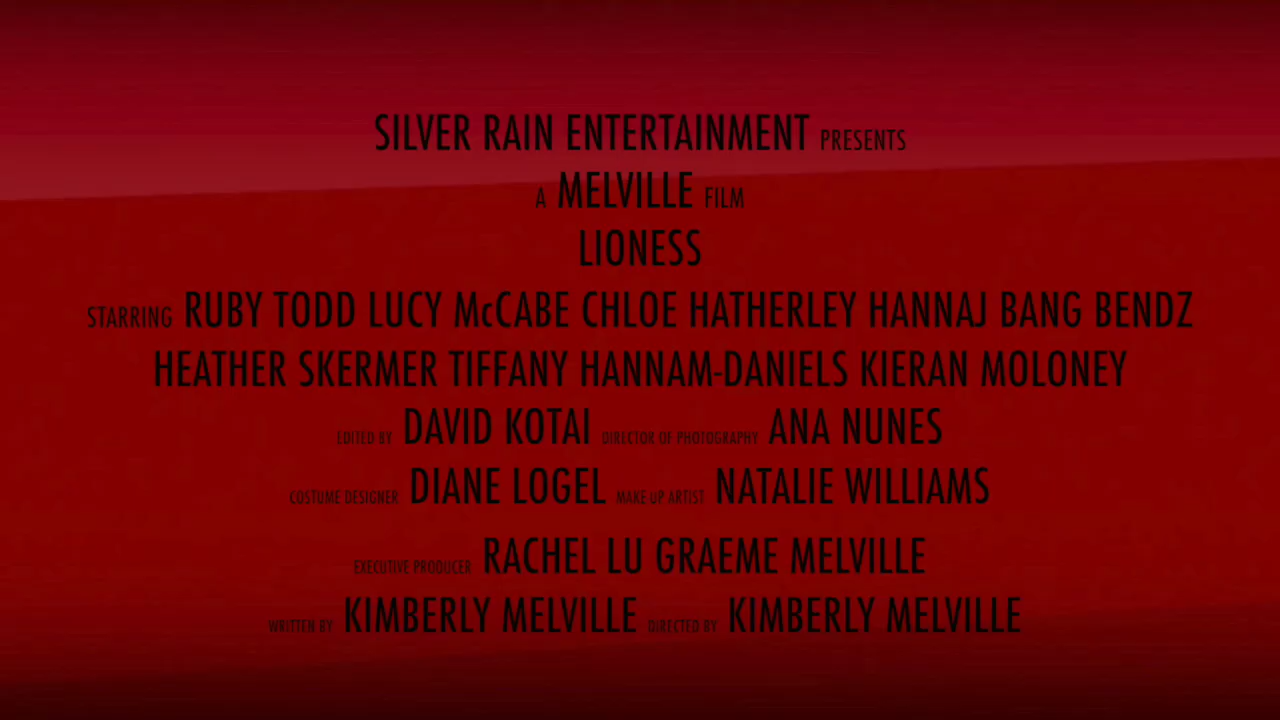 SILVER RAIN ENTERTAINMENT PRESENTS
A MELVILLE FILM
LIONESS
STARRING RUBY TODD LUCY McCABE CHLOE HATHERLEY HANNAJ BANG BENDZ
HEATHER SKERMER TIFFANY HANNAM-DANIELS KIERAN MOLONEY
EDITED BY DAVID KOTAI DIRECTOR OF PHOTOGRAPHY ANA NUNES
COSTUME DESIGNER DIANE LOGEL MAKE-UP ARTIST NATALIE WILLIAMS
EXECUTIVE PRODUCER RACHEL LU GRAEME MELVILLE
WRITTEN BY KIMBERLY MELVILLE DIRECTED BY KIMBERLY MELVILLE